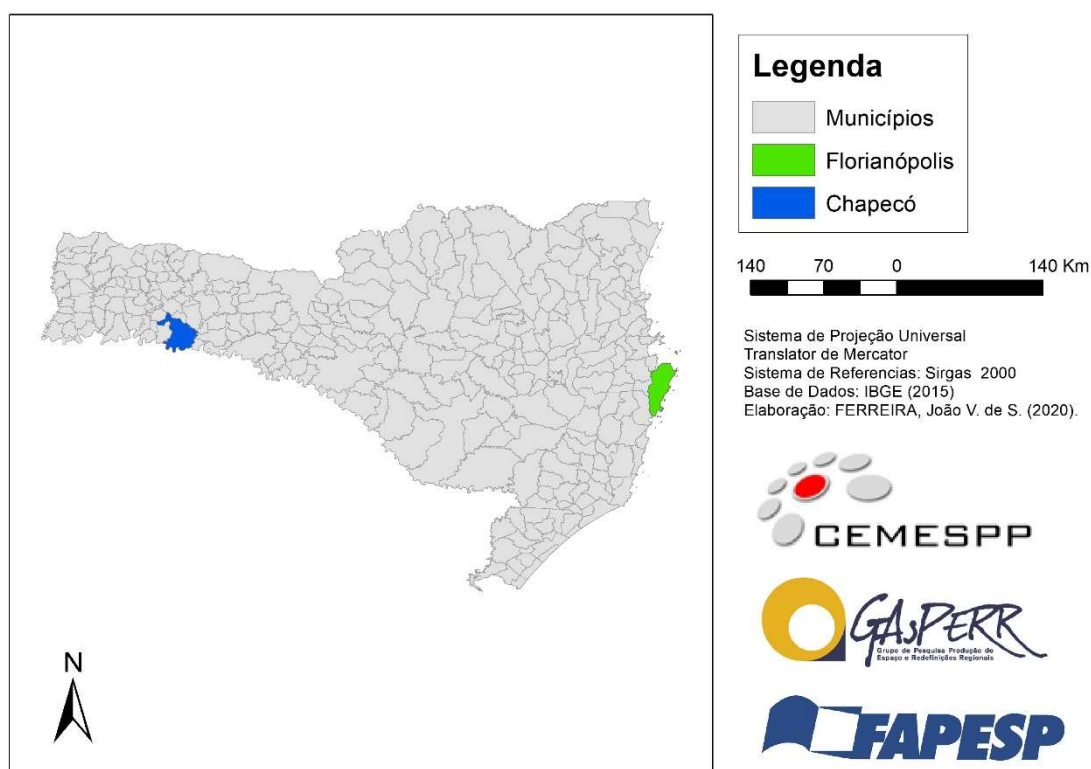 Legenda
Municípios
Florianópolis
Chapecó
140 70 0 140 Km
Sistema de Projeção Universal
Translator de Mercator
Sistema de Referencias: Sirgas 2000
Base de Dados: IBGE (2015)
Elaboração: FERREIRA, João V. de S. (2020).
CEMESPP
GAsPERR
Grupo de Pesquisa Produção do
Espaço e Redefinições Regionais
FAPESP
N